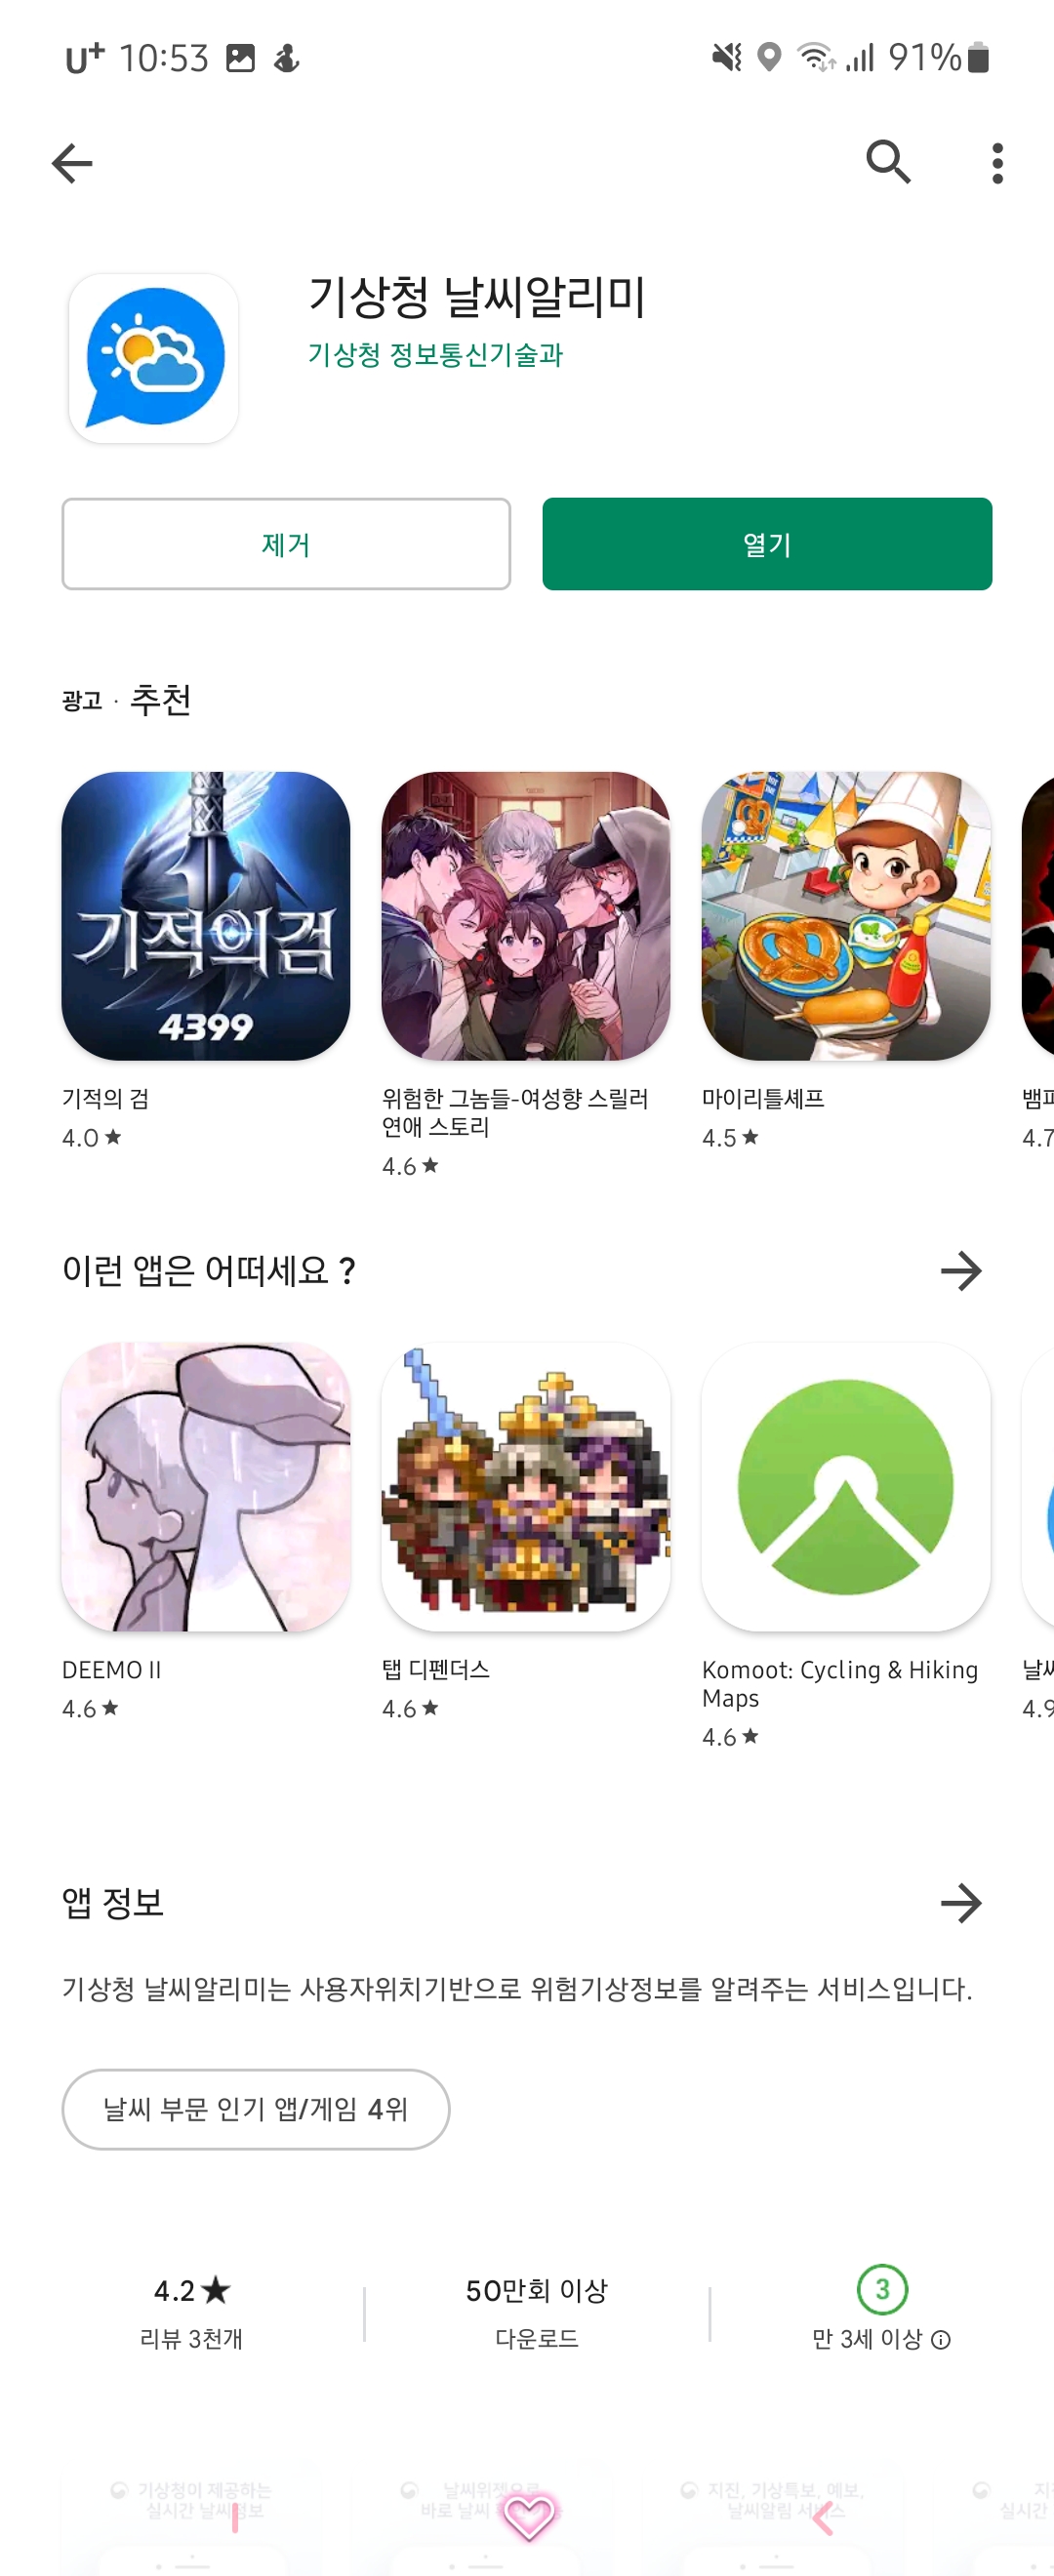 U+ 10:53 91%
기상청 날씨알리미
기상청 정보통신기술과
제거
열기
광고 · 추천
기적의검
4399
기적의 검
4.0 ★
위험한 그놈들-여성향 스릴러
연애 스토리
4.6 ★
마이리틀셰프
4.5 ★
4.7
이런 앱은 어떠세요 ?
DEEMO II
4.6 ★
탭 디펜더스
4.6 ★
Komoot: Cycling & Hiking
Maps
4.6 ★
4.9
앱 정보
기상청 날씨알리미는 사용자위치기반으로 위험기상정보를 알려주는 서비스입니다.
날씨 부문 인기 앱/게임 4위
4.2 ★
리뷰 3천개
50만회 이상
다운로드
3
만 3세 이상
기상청이 제공하는
실시간 날씨정보
날씨위젯으로
바로 날씨
지진, 기상특보, 예보,
날씨알림 서비스
실시간